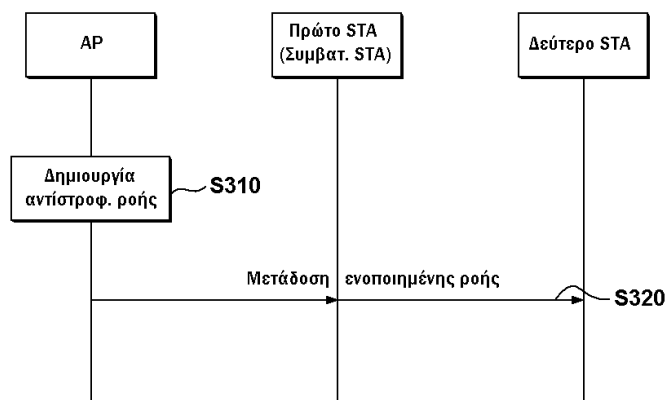 AP
Πρώτο STA
(Συμβατ. STA)
Δεύτερο STA
Δημιουργία
αντίστροφ. ροής
S310
Μετάδοση ενοποιημένης ροής
S320